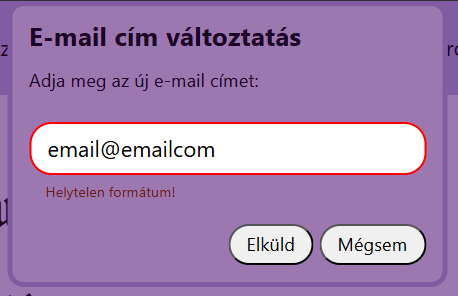 E-mail cím változtatás
Adja meg az új e-mail címet:
email@emailcom
Helytelen formátum!
Elküld
Mégsem